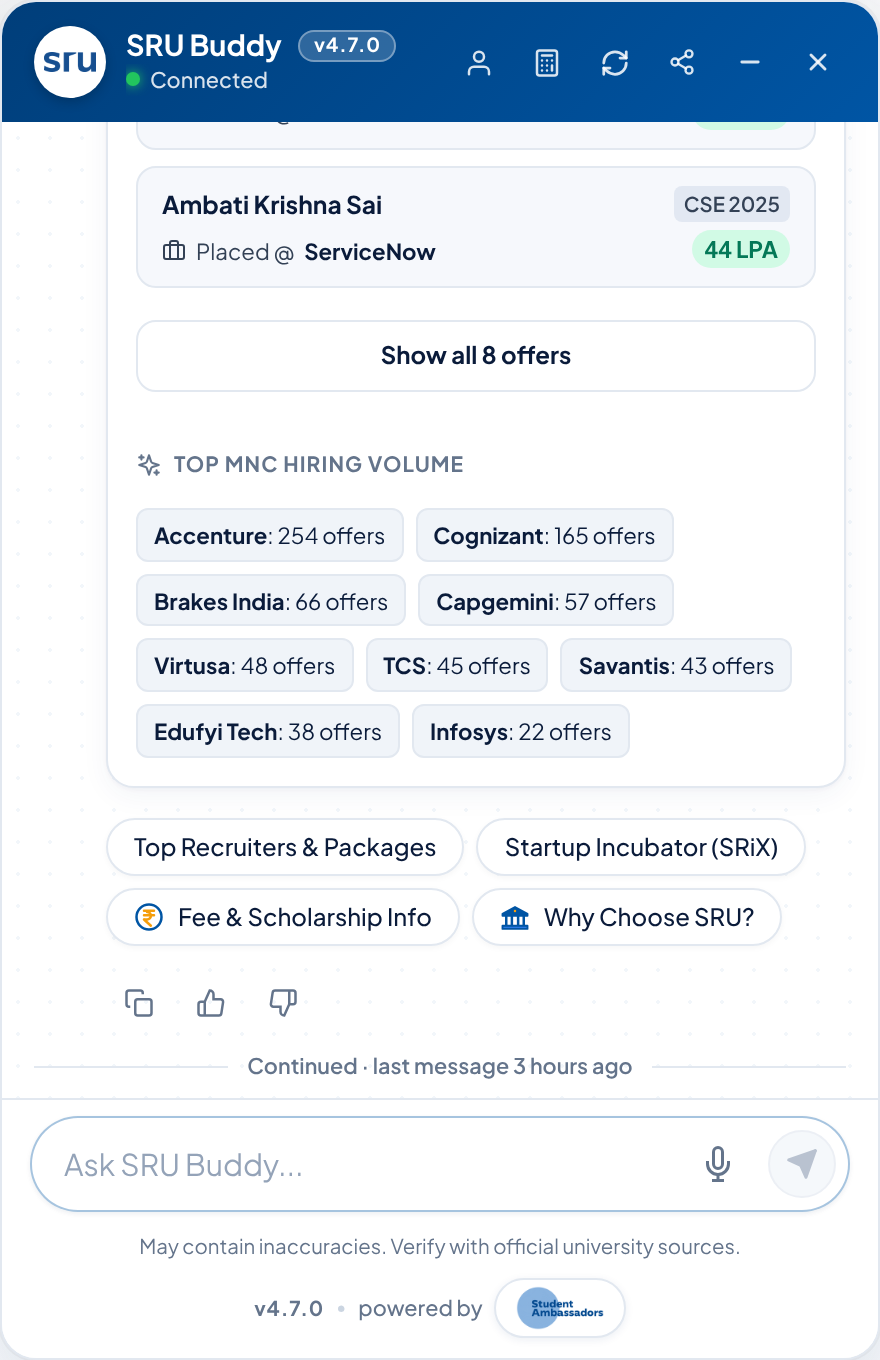 sru
SRU Buddy v4.7.0
Connected
Ambati Krishna Sai CSE 2025
Placed @ ServiceNow 44 LPA
Show all 8 offers
TOP MNC HIRING VOLUME
Accenture: 254 offers Cognizant: 165 offers
Brakes India: 66 offers Capgemini: 57 offers
Virtusa: 48 offers TCS: 45 offers Savantis: 43 offers
Edufyi Tech: 38 offers Infosys: 22 offers
Top Recruiters & Packages Startup Incubator (SRiX)
₹ Fee & Scholarship Info Why Choose SRU?
Continued · last message 3 hours ago
Ask SRU Buddy...
May contain inaccuracies. Verify with official university sources.
v4.7.0 • powered by Student
Ambassadors